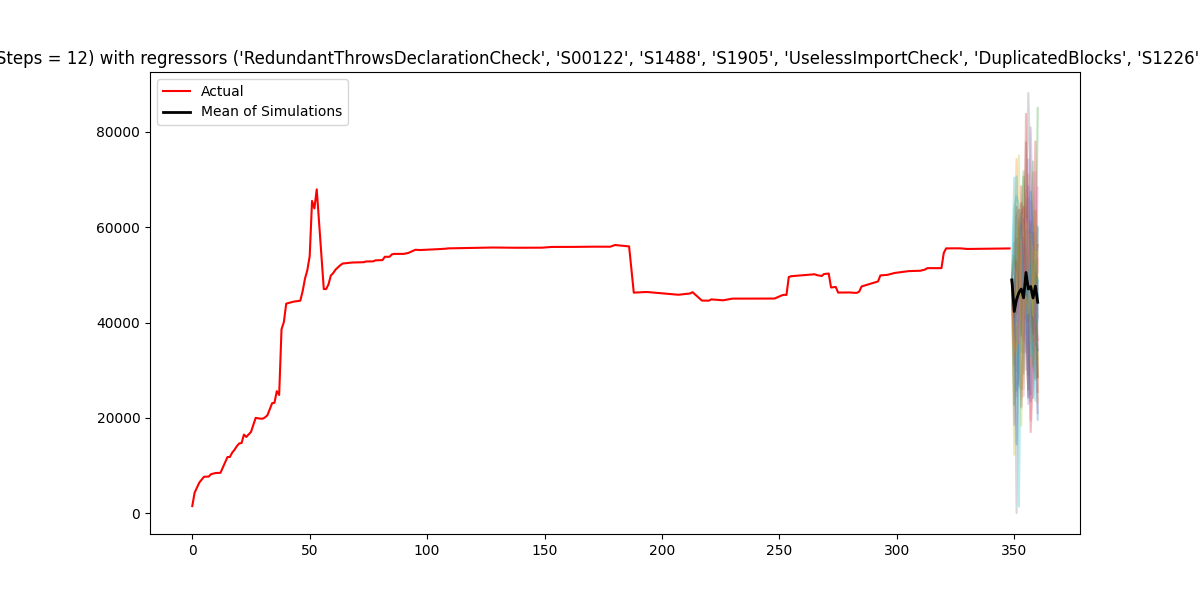 Steps = 12) with regressors ('RedundantThrowsDeclarationCheck', 'S00122', 'S1488', 'S1905', 'UselessImportCheck', 'DuplicatedBlocks', 'S1226'
Actual
Mean of Simulations
80000
60000
40000
20000
0
0 50 100 150 200 250 300 350